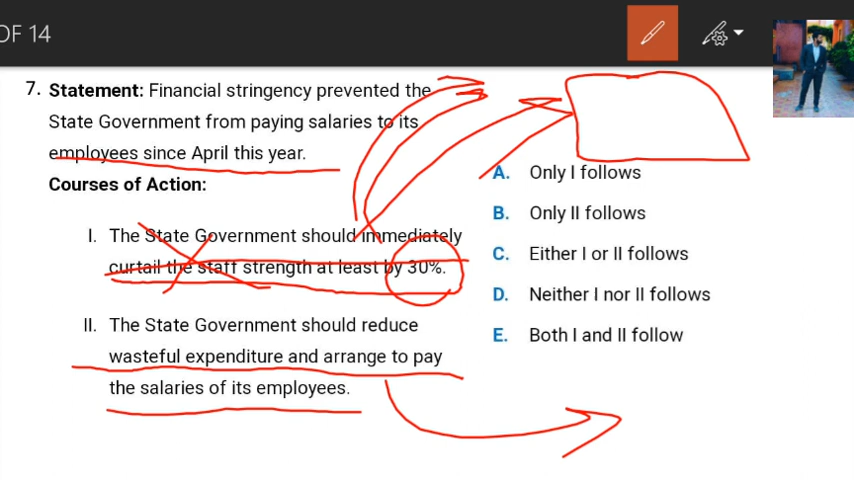 OF 14
7. Statement: Financial stringency prevented the
State Government from paying salaries to its
employees since April this year.
Courses of Action:
I. The State Government should immediately
curtail the staff strength at least by 30%.
II. The State Government should reduce
wasteful expenditure and arrange to pay
the salaries of its employees.
A. Only I follows
B. Only II follows
C. Either I or II follows
D. Neither I nor II follows
E. Both I and II follow